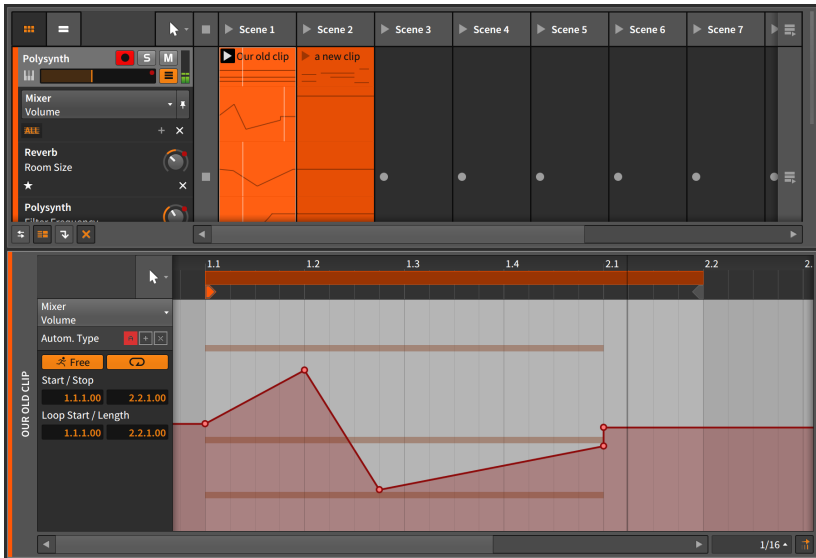 Scene 1
Scene 2
Scene 3
Scene 4
Scene 5
Scene 6
Scene 7
Polysynth
S
M
Our old clip
a new clip
Mixer
Volume
ALL
Reverb
Room Size
Polysynth
Filter Frequency
1.1
1.2
1.3
1.4
2.1
2.2
2.
Mixer
Volume
Autom. Type
Free
Start / Stop
1.1.1.00 2.2.1.00
Loop Start / Length
1.1.1.00 2.2.1.00
OUR OLD CLIP
1/16